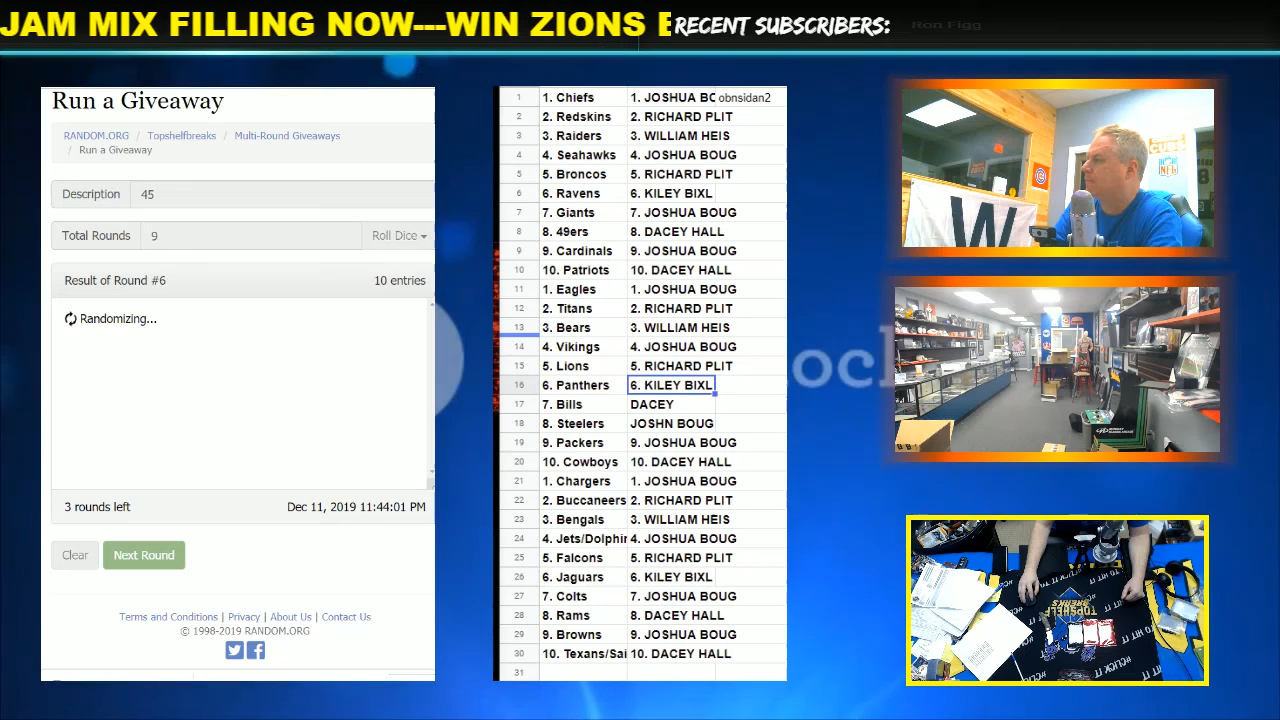 JAM MIX FILLING NOW---WIN ZIONS
RECENT SUBSCRIBERS:
Ron Figg
Run a Giveaway
RANDOM.ORG / Topshelfbreaks / Multi-Round Giveaways
/ Run a Giveaway
Description 45
Total Rounds 9 Roll Dice
Result of Round #6 10 entries
Randomizing...
3 rounds left Dec 11, 2019 11:44:01 PM
Clear Next Round
Terms and Conditions | Privacy | About Us | Contact Us
© 1998-2019 RANDOM.ORG
1 1. Chiefs 1. JOSHUA BC obnsidan2
2 2. Redskins 2. RICHARD PLIT
3 3. Raiders 3. WILLIAM HEIS
4 4. Seahawks 4. JOSHUA BOUG
5 5. Broncos 5. RICHARD PLIT
6 6. Ravens 6. KILEY BIXL
7 7. Giants 7. JOSHUA BOUG
8 8. 49ers 8. DACEY HALL
9 9. Cardinals 9. JOSHUA BOUG
10 10. Patriots 10. DACEY HALL
11 1. Eagles 1. JOSHUA BOUG
12 2. Titans 2. RICHARD PLIT
13 3. Bears 3. WILLIAM HEIS
14 4. Vikings 4. JOSHUA BOUG
15 5. Lions 5. RICHARD PLIT
16 6. Panthers 6. KILEY BIXL
17 7. Bills DACEY
18 8. Steelers JOSHN BOUG
19 9. Packers 9. JOSHUA BOUG
20 10. Cowboys 10. DACEY HALL
21 1. Chargers 1. JOSHUA BOUG
22 2. Buccaneers 2. RICHARD PLIT
23 3. Bengals 3. WILLIAM HEIS
24 4. Jets/Dolphin 4. JOSHUA BOUG
25 5. Falcons 5. RICHARD PLIT
26 6. Jaguars 6. KILEY BIXL
27 7. Colts 7. JOSHUA BOUG
28 8. Rams 8. DACEY HALL
29 9. Browns 9. JOSHUA BOUG
30 10. Texans/Sai 10. DACEY HALL
31
ock
CUBS
NFL
W
TOPSHELF
BREAKS
#CLICK IT